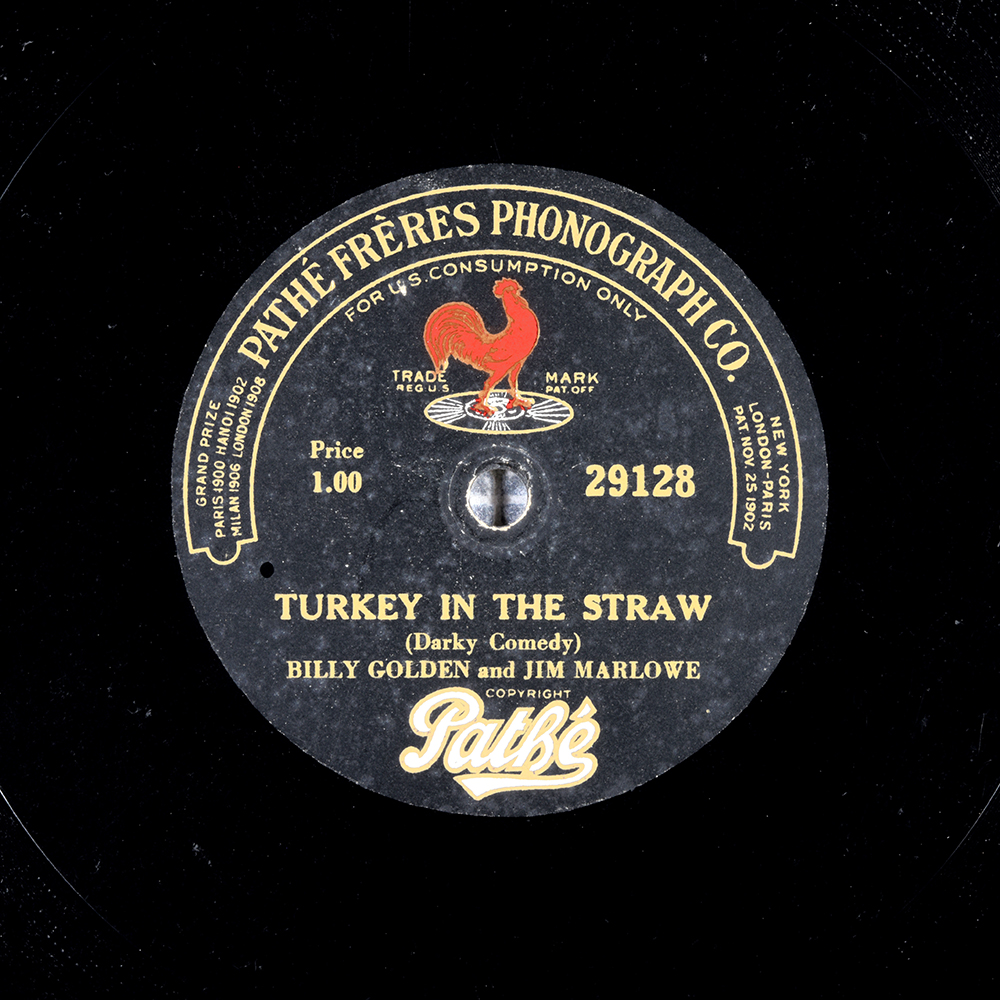 PATHÉ FRÈRES PHONOGRAPH CO.
FOR U.S. CONSUMPTION ONLY
GRAND PRIZE
PARIS 1900 HANOI 1902
MILAN 1906 LONDON 1908
NEW YORK
LONDON-PARIS
PAT. NOV. 25 1902
TRADE MARK
REG. U.S. PAT. OFF
Price
1.00
29128
TURKEY IN THE STRAW
(Darky Comedy)
BILLY GOLDEN and JIM MARLOWE
COPYRIGHT
Pathé